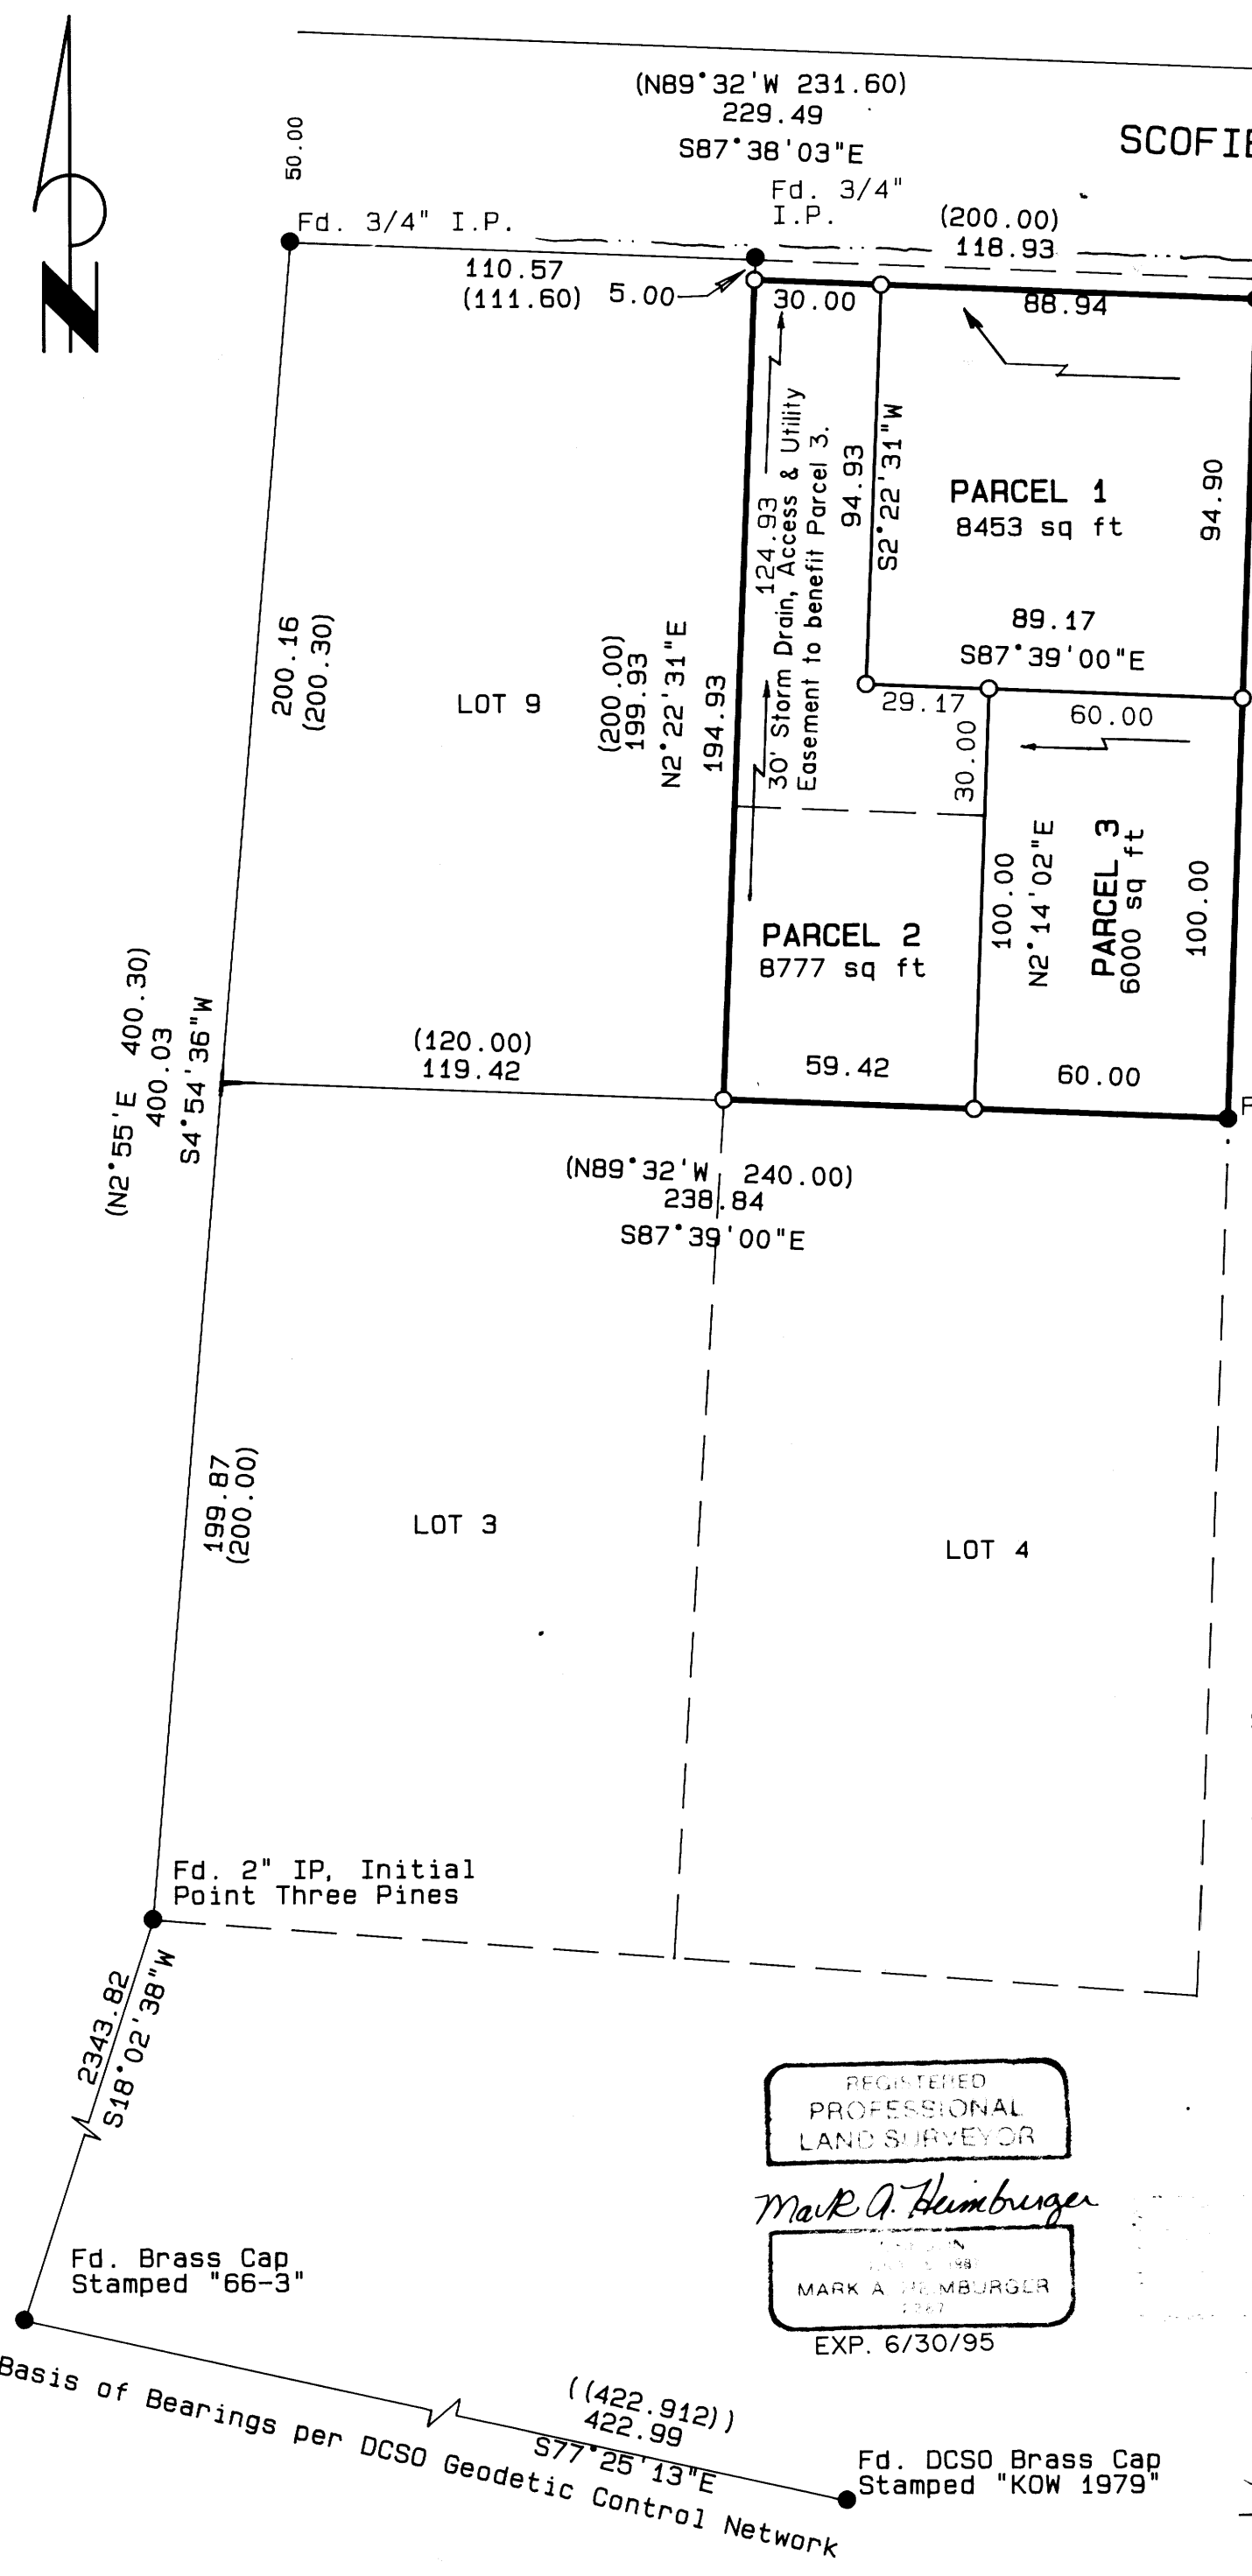 (N89°32'W 231.60)
229.49
S87°38'03"E
50.00
Fd. 3/4" I.P.
Fd. 3/4"
I.P.
(200.00)
118.93
110.57
(111.60)
5.00
30.00
88.94
124.93
30' Storm Drain, Access & Utility
Easement to benefit Parcel 3.
94.93
S2°22'31"W
PARCEL 1
8453 sq ft
94.90
89.17
S87°39'00"E
200.16
(200.30)
LOT 9
(200.00)
199.93
N2°22'31"E
194.93
29.17
60.00
30.00
100.00
N2°14'02"E
PARCEL 3
6000 sq ft
100.00
PARCEL 2
8777 sq ft
(N2°55'E 400.30)
400.03
S4°54'36"W
(120.00)
119.42
59.42
60.00
(N89°32'W 240.00)
238.84
S87°39'00"E
199.87
(200.00)
LOT 3
LOT 4
Fd. 2" IP, Initial
Point Three Pines
2343.82
S18°02'38"W
REGISTERED
PROFESSIONAL
LAND SURVEYOR
Mark A. Heimburger
MARK A HEIMBURGER
EXP. 6/30/95
Fd. Brass Cap
Stamped "66-3"
Basis of Bearings per DCSO Geodetic Control Network
((422.912))
422.99
S77°25'13"E
Fd. DCSO Brass Cap
Stamped "KOW 1979"